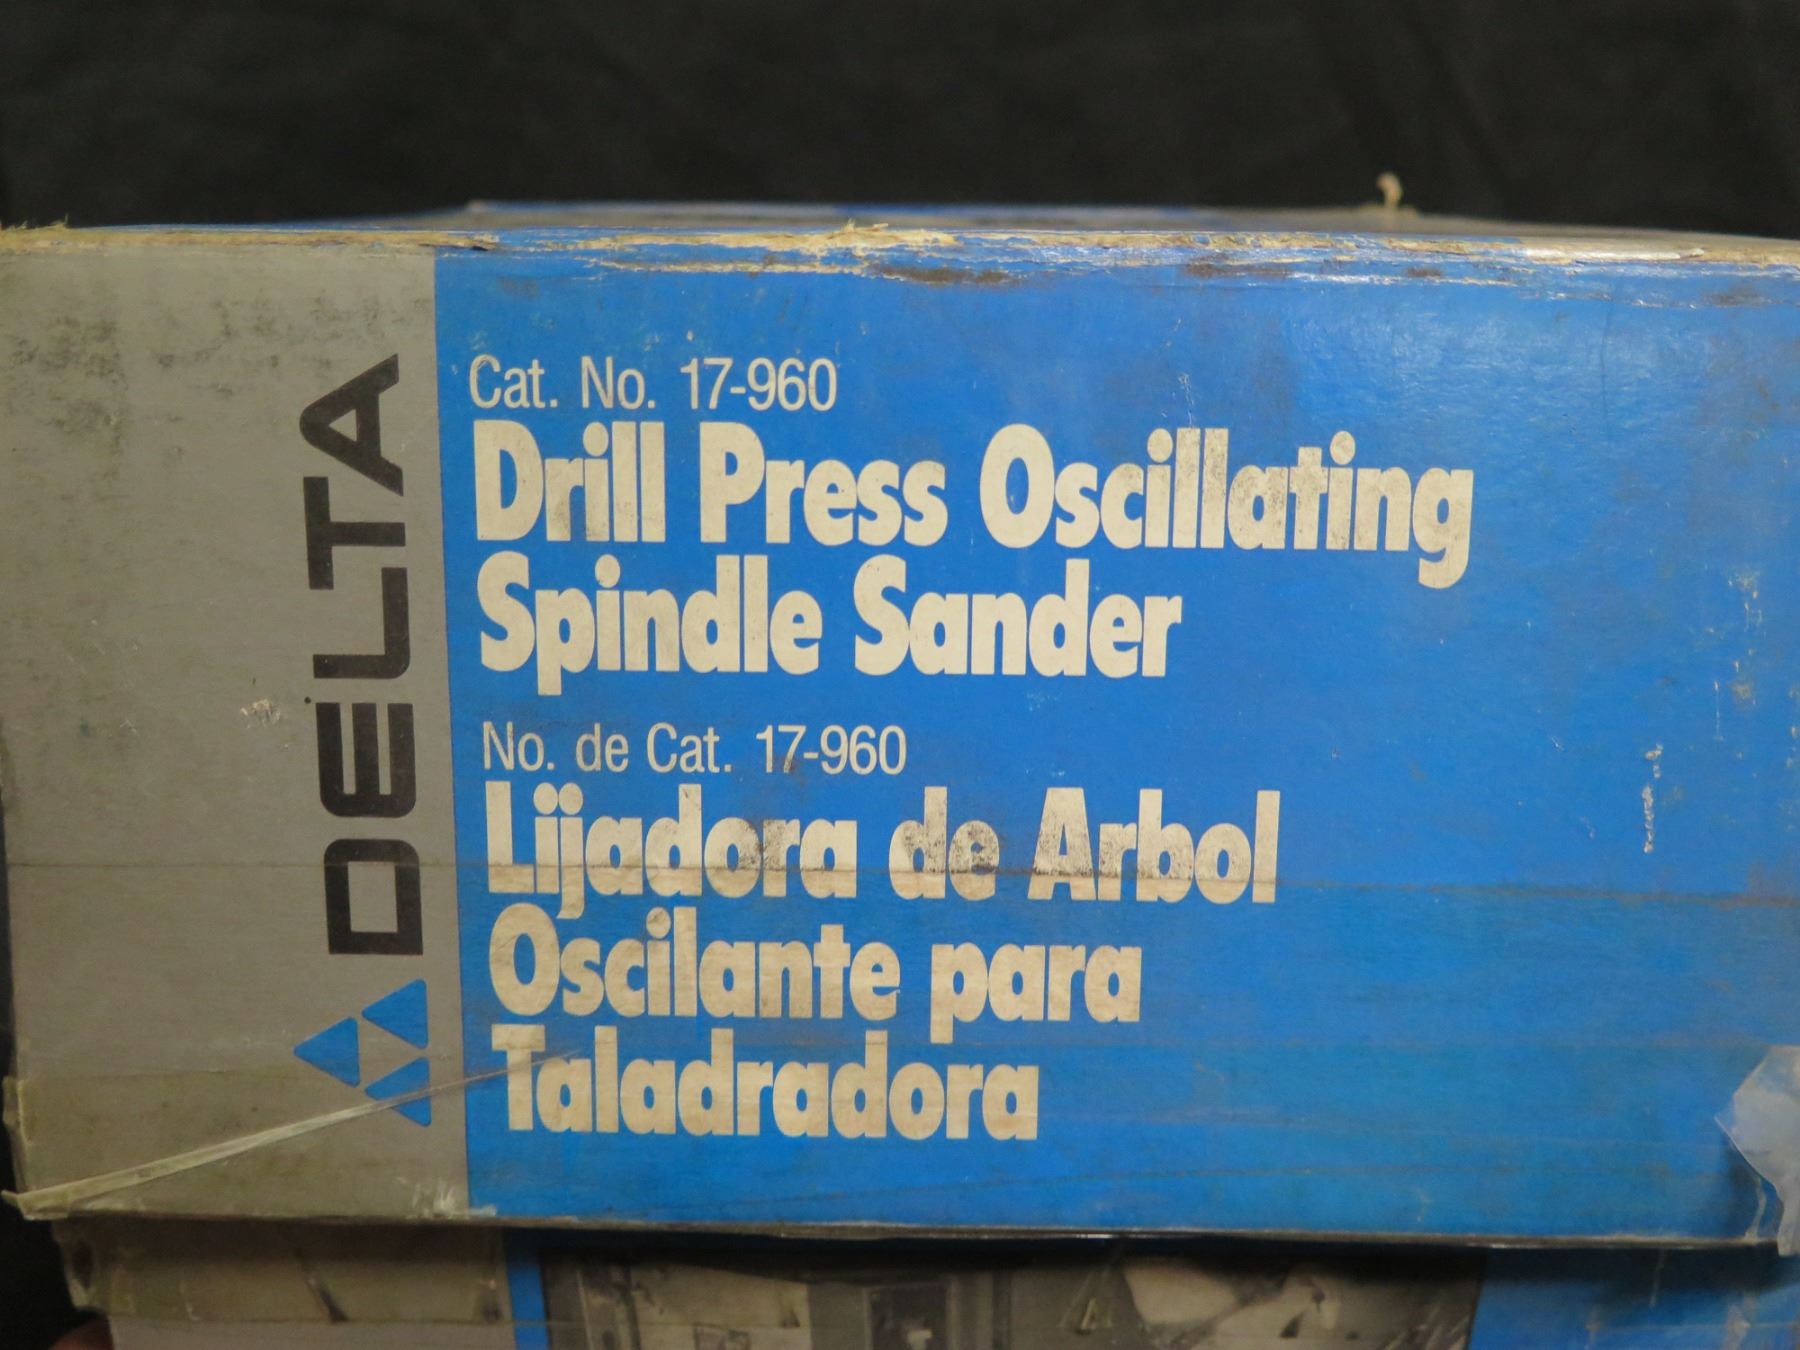 DELTA
Cat. No. 17-960
Drill Press Oscillating
Spindle Sander
No. de Cat. 17-960
Lijadora de Arbol
Oscilante para
Taladradora